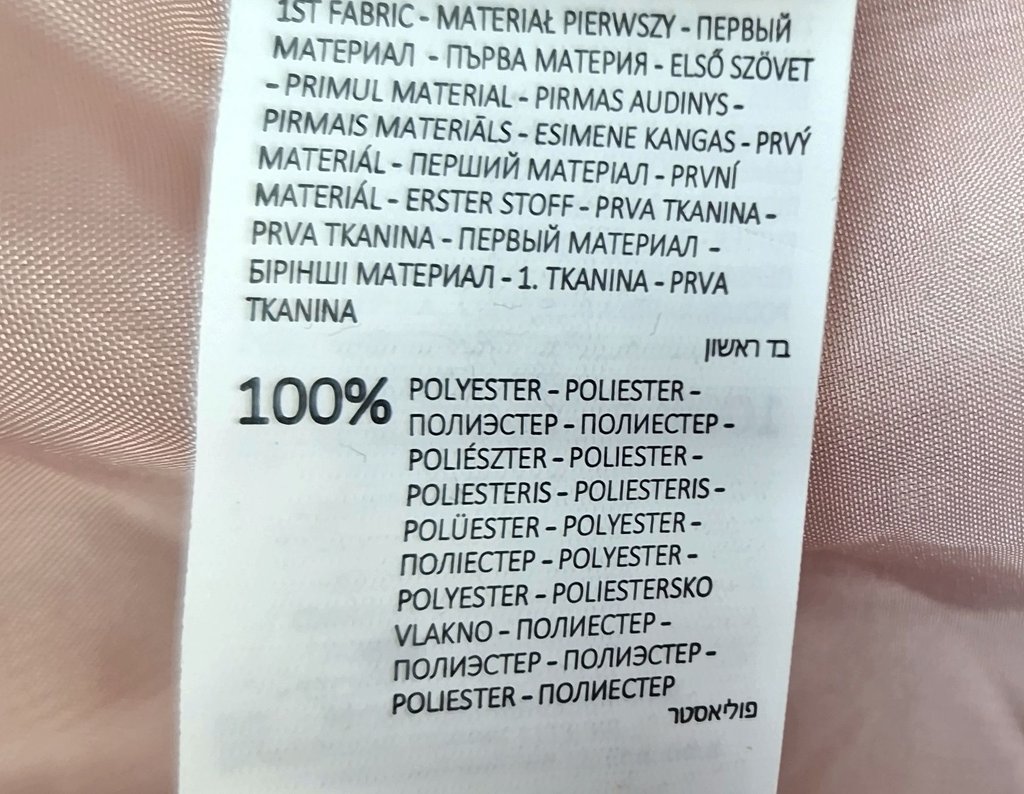 1ST FABRIC - MATERIAŁ PIERWSZY - ПЕРВЫЙ
МАТЕРИАЛ - ПЪРВА МАТЕРИЯ - ELSŐ SZÖVET
- PRIMUL MATERIAL - PIRMAS AUDINYS -
PIRMAIS MATERIĀLS - ESIMENE KANGAS - PRVÝ
MATERIÁL - ПЕРШИЙ МАТЕРІАЛ - PRVNÍ
MATERIÁL - ERSTER STOFF - PRVA TKANINA -
PRVA TKANINA - ПЕРВЫЙ МАТЕРИАЛ -
БІРІНШІ МАТЕРИАЛ - 1. TKANINA - PRVA
TKANINA
בד ראשון
100% POLYESTER - POLIESTER -
ПОЛИЭСТЕР - ПОЛИЕСТЕР -
POLIÉSZTER - POLIESTER -
POLIESTERIS - POLIESTERIS -
POLÜESTER - POLYESTER -
ПОЛІЕСТЕР - POLYESTER -
POLYESTER - POLIESTERSKO
VLAKNO - ПОЛИЕСТЕР -
ПОЛИЭСТЕР - ПОЛИЭСТЕР -
POLIESTER - ПОЛИЕСТЕР
פוליאסטר